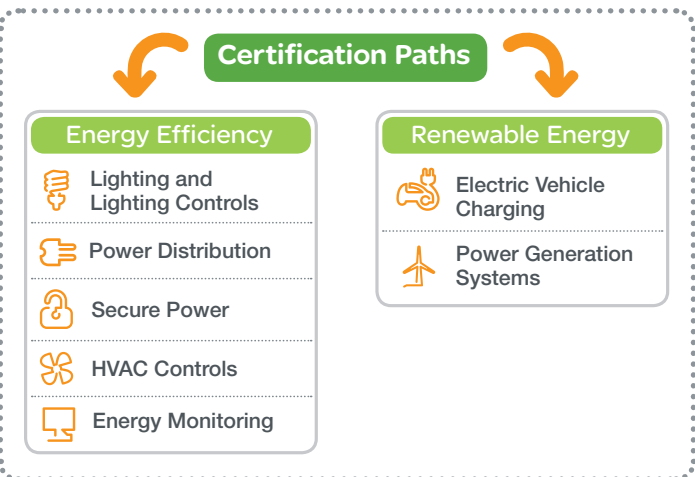 Certification Paths
Energy Efficiency
Lighting and
Lighting Controls
Power Distribution
Secure Power
HVAC Controls
Energy Monitoring
Renewable Energy
Electric Vehicle
Charging
Power Generation
Systems